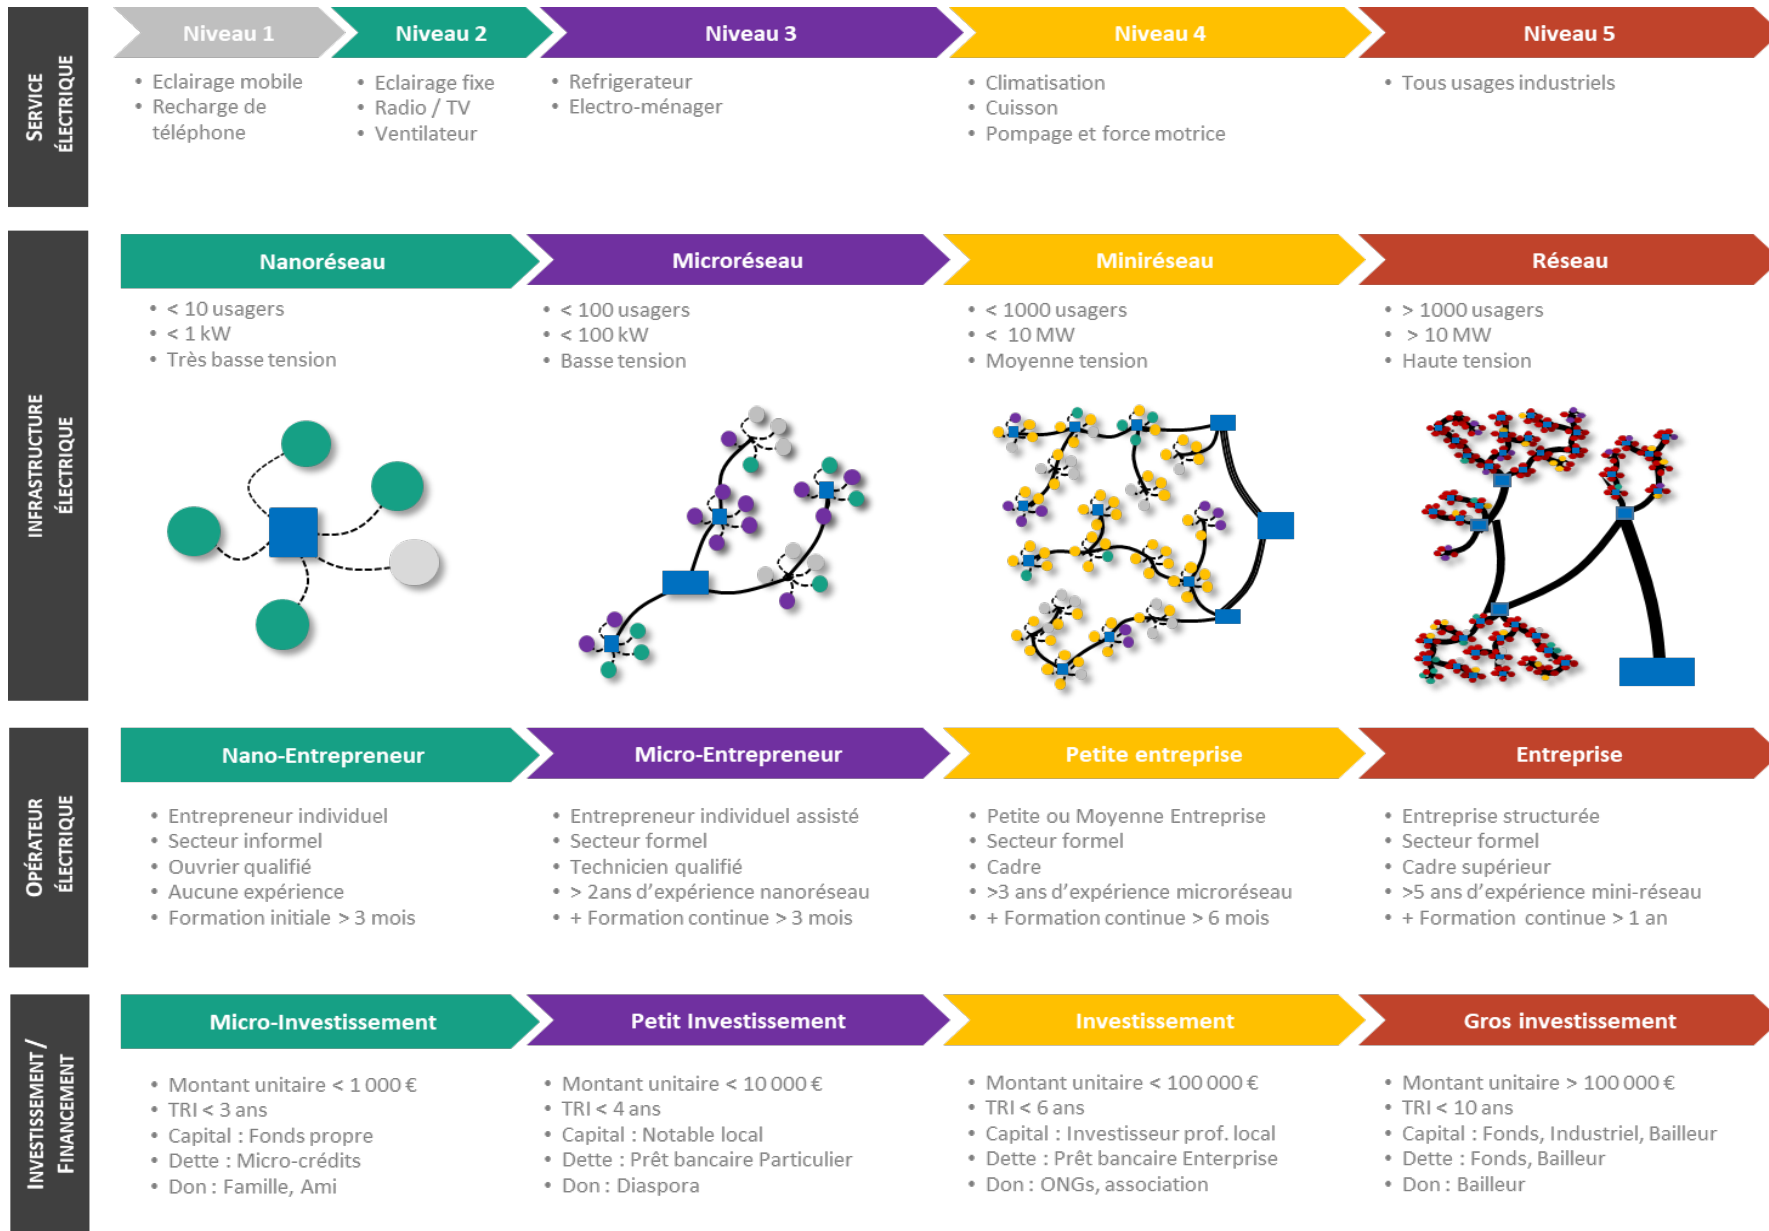 SERVICE
ÉLECTRIQUE
Niveau 1
Niveau 2
Niveau 3
Niveau 4
Niveau 5
• Eclairage mobile
• Recharge de
téléphone
• Eclairage fixe
• Radio / TV
• Ventilateur
• Refrigerateur
• Electro-ménager
• Climatisation
• Cuisson
• Pompage et force motrice
• Tous usages industriels
INFRASTRUCTURE
ÉLECTRIQUE
Nanoréseau
Microréseau
Miniréseau
Réseau
• < 10 usagers
• < 1 kW
• Très basse tension
• < 100 usagers
• < 100 kW
• Basse tension
• < 1000 usagers
• < 10 MW
• Moyenne tension
• > 1000 usagers
• > 10 MW
• Haute tension
OPÉRATEUR
ÉLECTRIQUE
Nano-Entrepreneur
Micro-Entrepreneur
Petite entreprise
Entreprise
• Entrepreneur individuel
• Secteur informel
• Ouvrier qualifié
• Aucune expérience
• Formation initiale > 3 mois
• Entrepreneur individuel assisté
• Secteur formel
• Technicien qualifié
• > 2ans d'expérience nanoréseau
• + Formation continue > 3 mois
• Petite ou Moyenne Entreprise
• Secteur formel
• Cadre
• >3 ans d'expérience microréseau
• + Formation continue > 6 mois
• Entreprise structurée
• Secteur formel
• Cadre supérieur
• >5 ans d'expérience mini-réseau
• + Formation continue > 1 an
INVESTISSEMENT /
FINANCEMENT
Micro-Investissement
Petit Investissement
Investissement
Gros investissement
• Montant unitaire < 1 000 €
• TRI < 3 ans
• Capital : Fonds propre
• Dette : Micro-crédits
• Don : Famille, Ami
• Montant unitaire < 10 000 €
• TRI < 4 ans
• Capital : Notable local
• Dette : Prêt bancaire Particulier
• Don : Diaspora
• Montant unitaire < 100 000 €
• TRI < 6 ans
• Capital : Investisseur prof. local
• Dette : Prêt bancaire Enterprise
• Don : ONGs, association
• Montant unitaire > 100 000 €
• TRI < 10 ans
• Capital : Fonds, Industriel, Bailleur
• Dette : Fonds, Bailleur
• Don : Bailleur